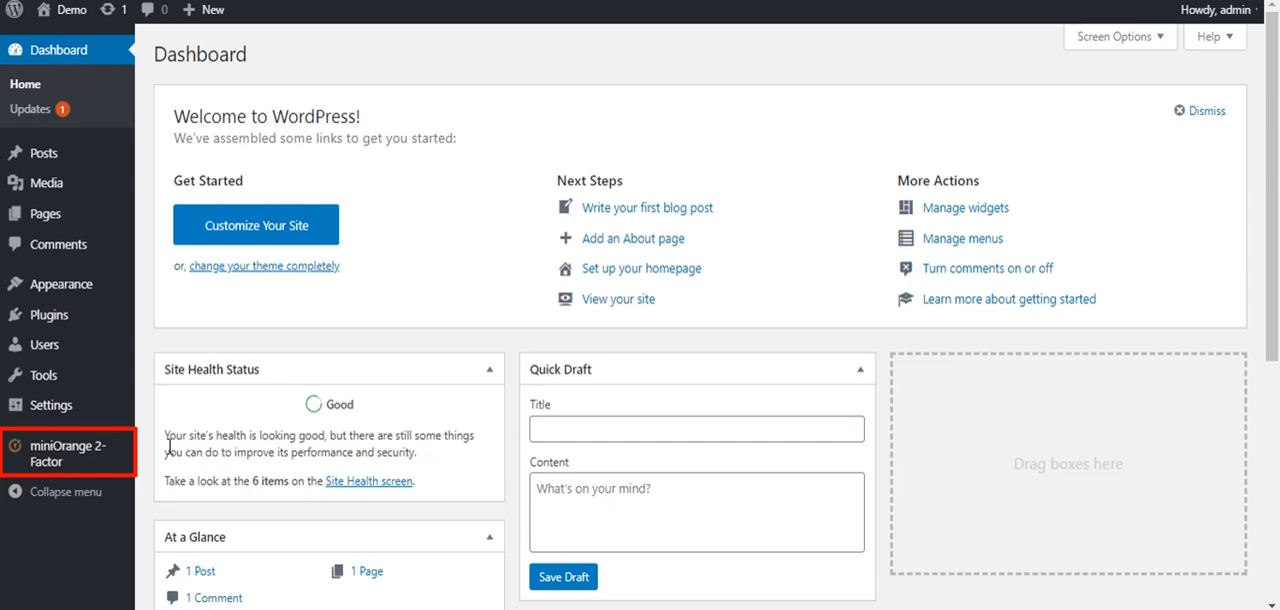 Demo 1 0 New Howdy, admin
Screen Options ▼ Help ▼
Dashboard
Home
Updates 1
Posts
Media
Pages
Comments
Appearance
Plugins
Users
Tools
Settings
miniOrange 2-
Factor
Collapse menu
Dashboard
Welcome to WordPress!
We've assembled some links to get you started:
Dismiss
Get Started
Customize Your Site
or, change your theme completely
Next Steps
Write your first blog post
Add an About page
Set up your homepage
View your site
More Actions
Manage widgets
Manage menus
Turn comments on or off
Learn more about getting started
Site Health Status
Good
Your site's health is looking good, but there are still some things
you can do to improve its performance and security.
Take a look at the 6 items on the Site Health screen.
At a Glance
1 Post 1 Page
1 Comment
Quick Draft
Title
Content
What's on your mind?
Save Draft
Drag boxes here